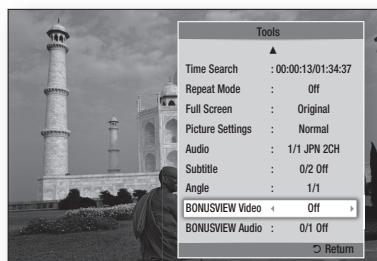 Tools
▲
Time Search : 00:00:13/01:34:37
Repeat Mode : Off
Full Screen : Original
Picture Settings : Normal
Audio : 1/1 JPN 2CH
Subtitle : 0/2 Off
Angle : 1/1
BONUSVIEW Video ◂ Off ▸
BONUSVIEW Audio : 0/1 Off
⮌ Return